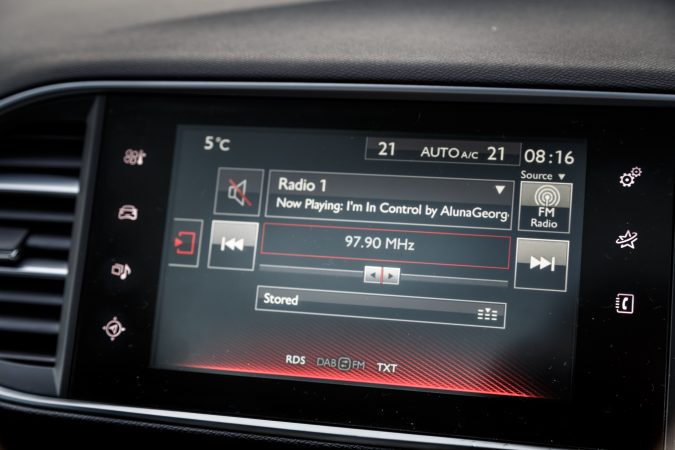 5°C
21 AUTO A/C 21
08:16
Source ▼
Radio 1
Now Playing: I'm In Control by AlunaGeorg
FM
Radio
97.90 MHz
Stored
RDS DAB FM TXT